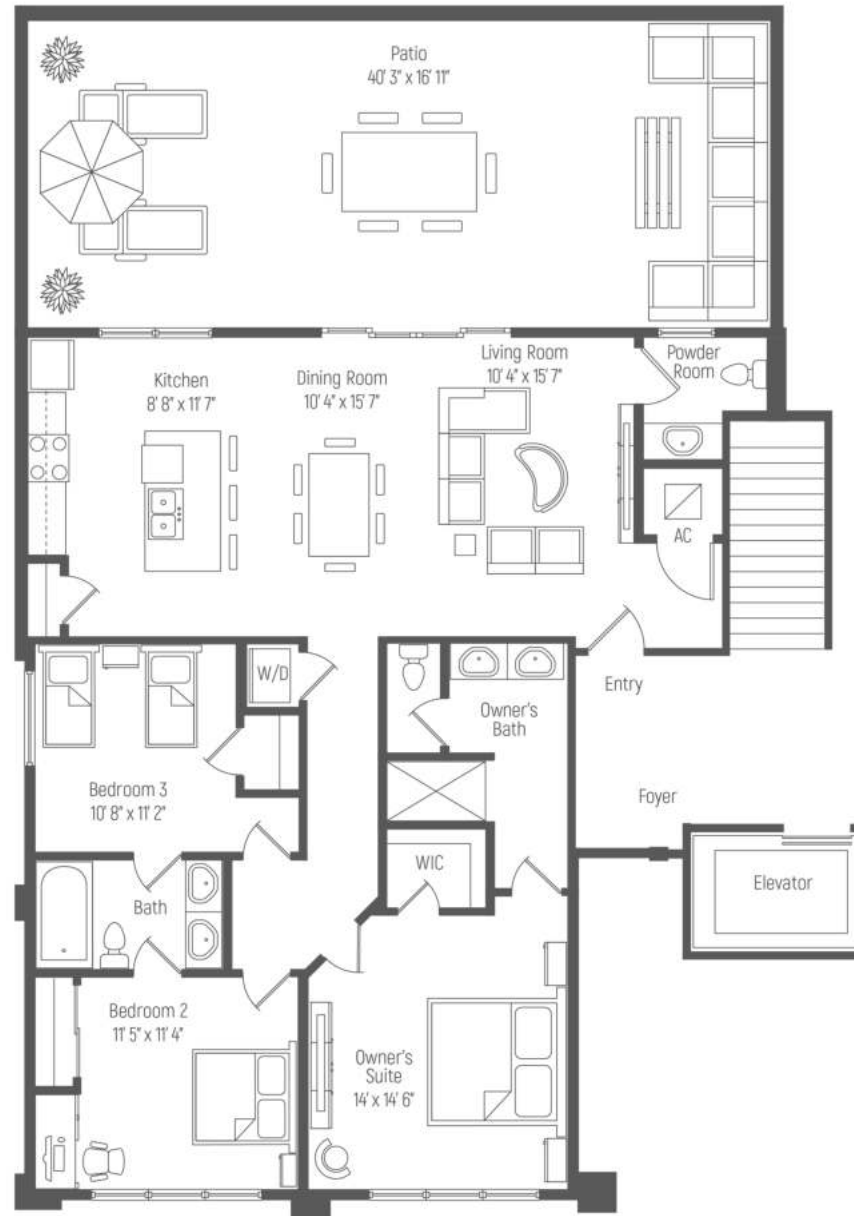 Patio
40' 3" x 16' 11"
Living Room
10' 4" x 15' 7"
Powder
Room
Kitchen
8' 8" x 11' 7"
Dining Room
10' 4" x 15' 7"
AC
W/D
Entry
Owner's
Bath
Bedroom 3
10' 8" x 11' 2"
Foyer
WIC
Elevator
Bath
Bedroom 2
11' 5" x 11' 4"
Owner's
Suite
14' x 14' 6"